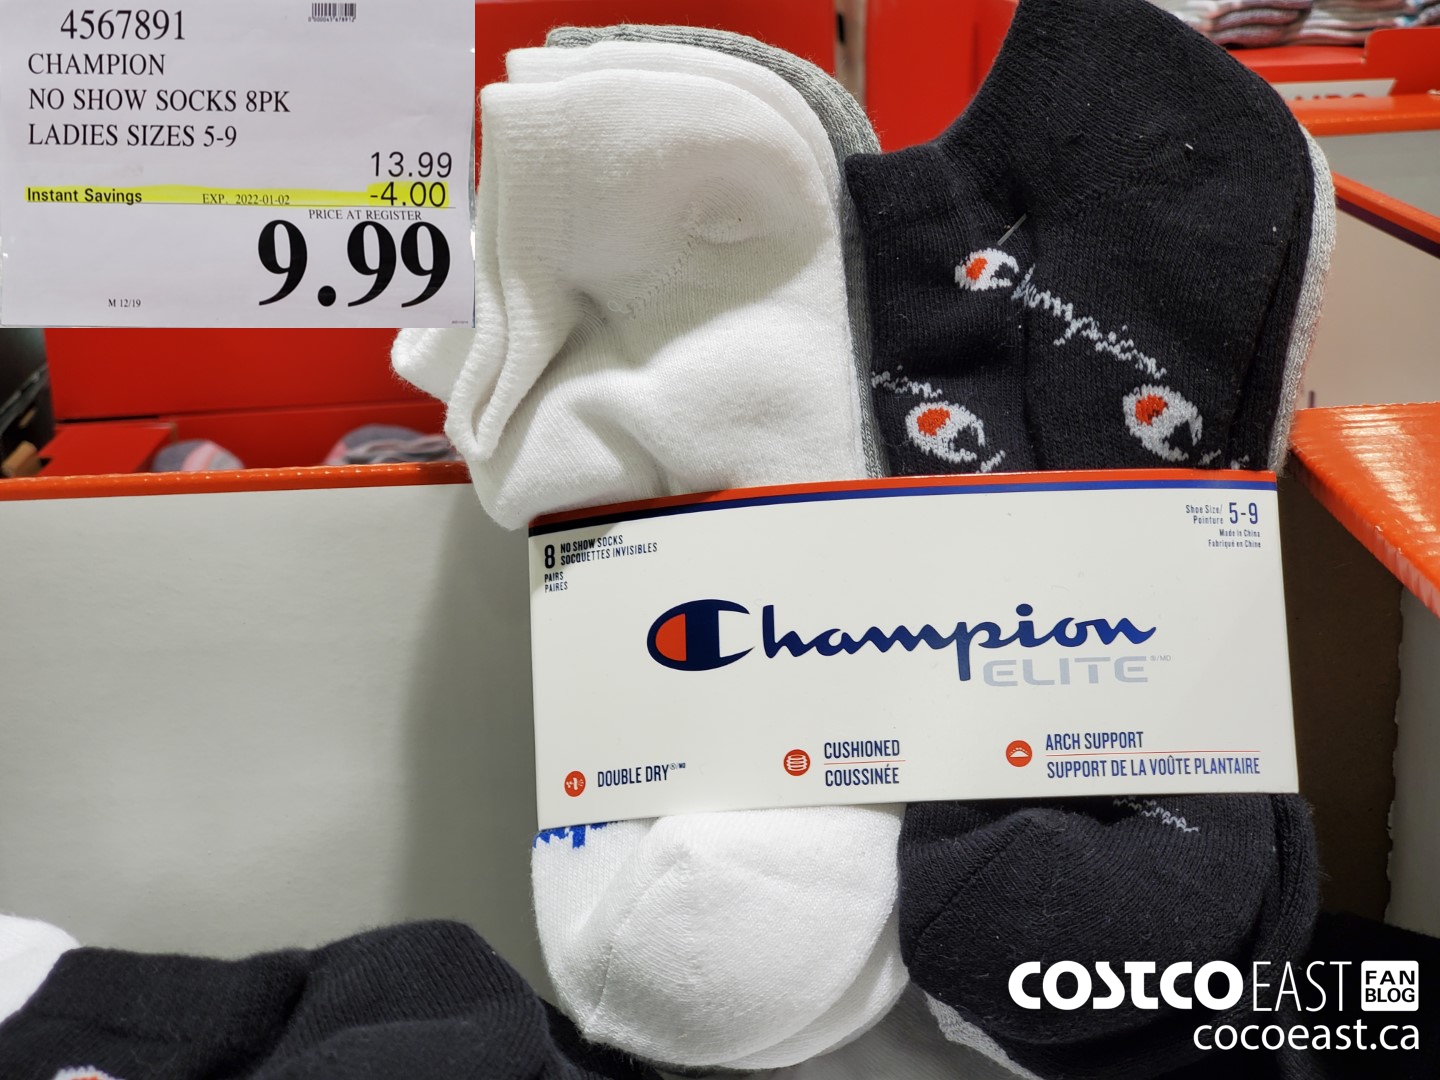 4567891
CHAMPION
NO SHOW SOCKS 8PK
LADIES SIZES 5-9
13.99
Instant Savings EXP. 2022-01-02 -4.00
PRICE AT REGISTER
9.99
M 12/19
Champion
8 NO SHOW SOCKS
SOCQUETTES INVISIBLES
PAIRS
PAIRES
Shoe Size/
Pointure 5-9
Made in China
Fabriqué en Chine
Champion
ELITE ®/MD
DOUBLE DRY®/MD
CUSHIONED
COUSSINÉE
ARCH SUPPORT
SUPPORT DE LA VOÛTE PLANTAIRE
COSTCO EAST FAN BLOG
cocoeast.ca